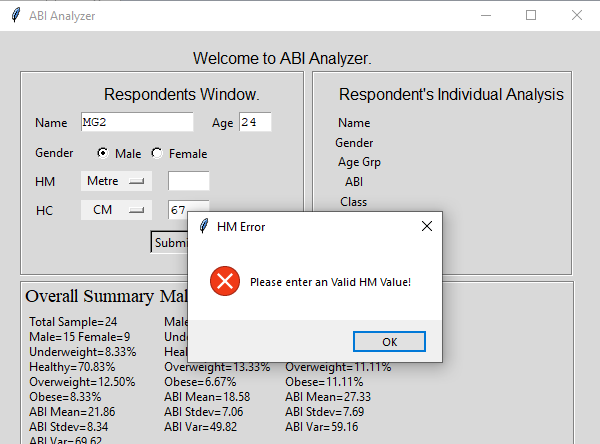 ABI Analyzer
Welcome to ABI Analyzer.
Respondents Window.
Name MG2 Age 24
Gender Male Female
HM Metre
HC CM 67
Submi
Respondent's Individual Analysis
Name
Gender
Age Grp
ABI
Class
HM Error
Please enter an Valid HM Value!
OK
Overall Summary Mal
Total Sample=24
Male=15 Female=9
Underweight=8.33%
Healthy=70.83%
Overweight=12.50%
Obese=8.33%
ABI Mean=21.86
ABI Stdev=8.34
ABI Var=69.62
Male
Und
Heal
Overweight=13.33%
Obese=6.67%
ABI Mean=18.58
ABI Stdev=7.06
ABI Var=49.82
Overweight=11.11%
Obese=11.11%
ABI Mean=27.33
ABI Stdev=7.69
ABI Var=59.16